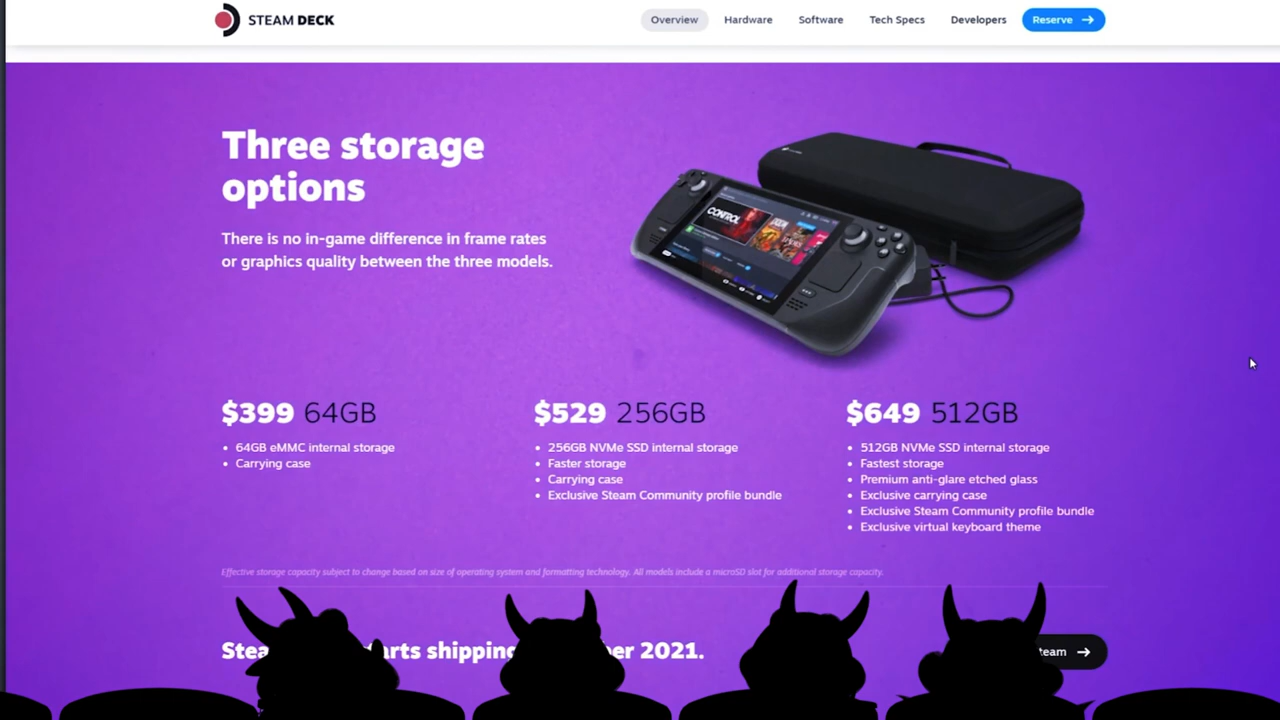 STEAM DECK
Overview
Hardware
Software
Tech Specs
Developers
Reserve
Three storage
options
There is no in-game difference in frame rates
or graphics quality between the three models.
CONTROL
$399 64GB
64GB eMMC internal storage
Carrying case
$529 256GB
256GB NVMe SSD internal storage
Faster storage
Carrying case
Exclusive Steam Community profile bundle
$649 512GB
512GB NVMe SSD internal storage
Fastest storage
Premium anti-glare etched glass
Exclusive carrying case
Exclusive Steam Community profile bundle
Exclusive virtual keyboard theme
Effective storage capacity subject to change based on size of operating system and formatting technology. All models include a microSD slot for additional storage capacity.
2021.